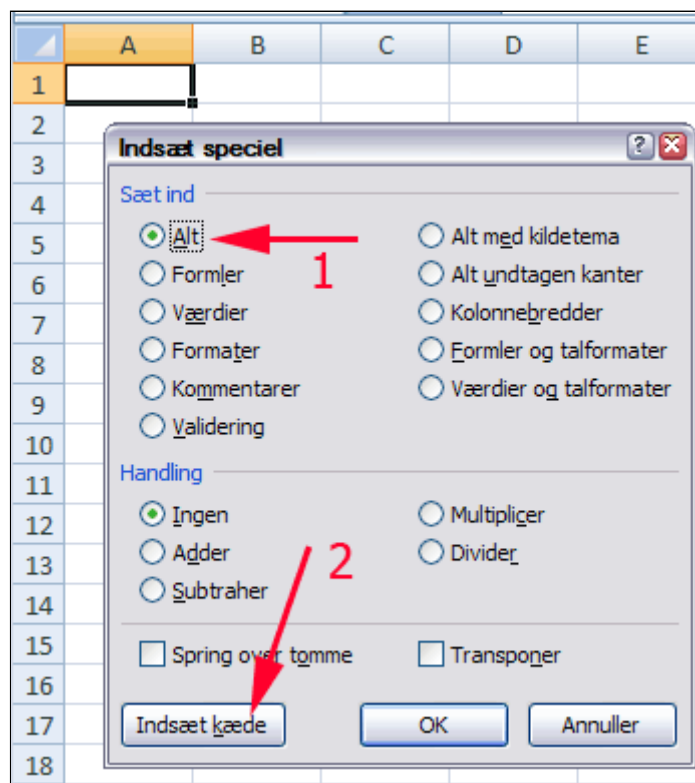 A B C D E
1
2
3
4
5
6
7
8
9
10
11
12
13
14
15
16
17
18
Indsæt speciel
Sæt ind
Alt
Formler
Værdier
Formater
Kommentarer
Validering
Alt med kildetema
Alt undtagen kanter
Kolonnebredder
Formler og talformater
Værdier og talformater
1
Handling
Ingen
Adder
Subtraher
Multiplicer
Divider
2
Spring over tomme
Transponer
Indsæt kæde
OK
Annuller